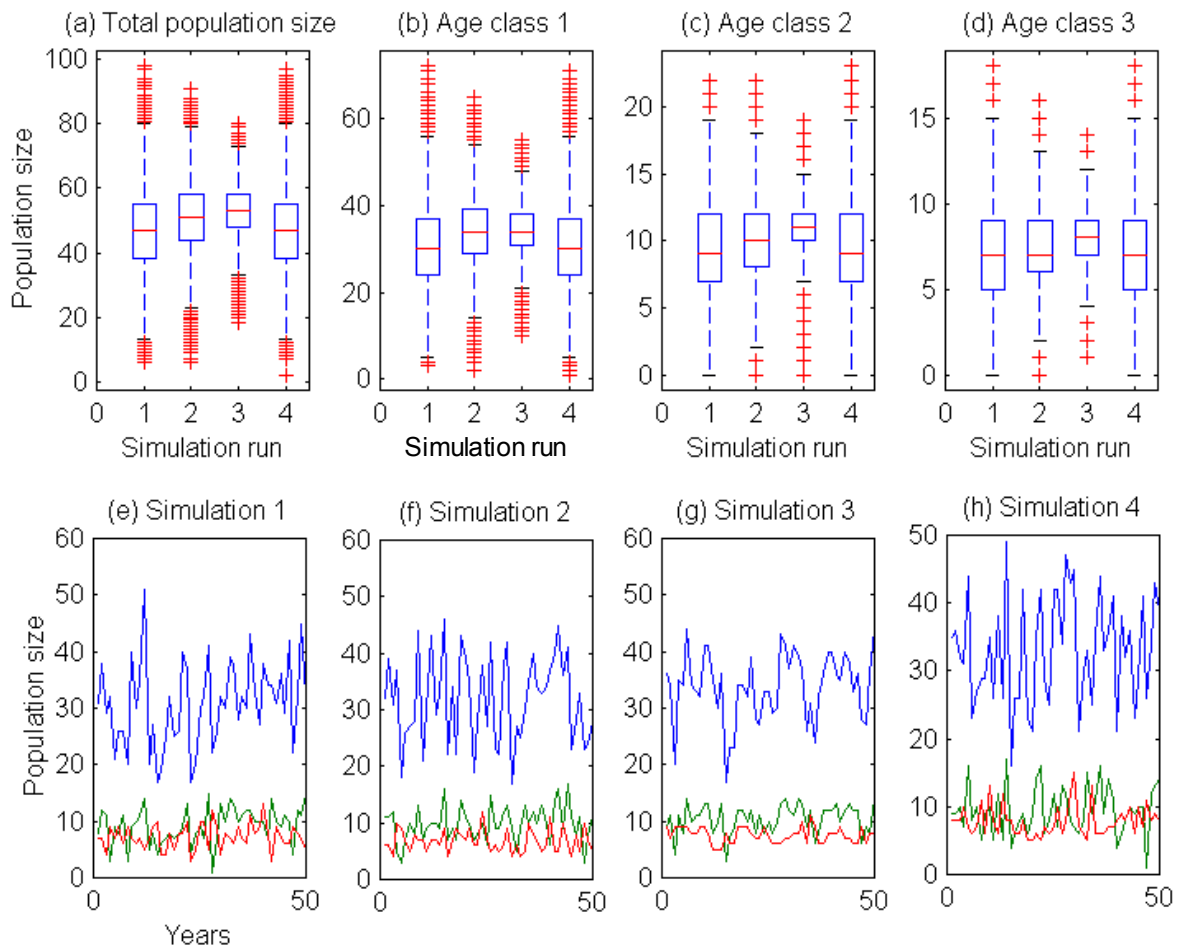 (a) Total population size
(b) Age class 1
(c) Age class 2
(d) Age class 3
Population size
100
80
60
40
20
0
0 1 2 3 4
Simulation run
60
40
20
0
0 1 2 3 4
Simulation run
20
15
10
5
0
0 1 2 3 4
Simulation run
15
10
5
0
0 1 2 3 4
Simulation run
(e) Simulation 1
(f) Simulation 2
(g) Simulation 3
(h) Simulation 4
Population size
60
50
40
30
20
10
0
0 50
Years
60
50
40
30
20
10
0
0 50
60
50
40
30
20
10
0
0 50
50
40
30
20
10
0
0 50